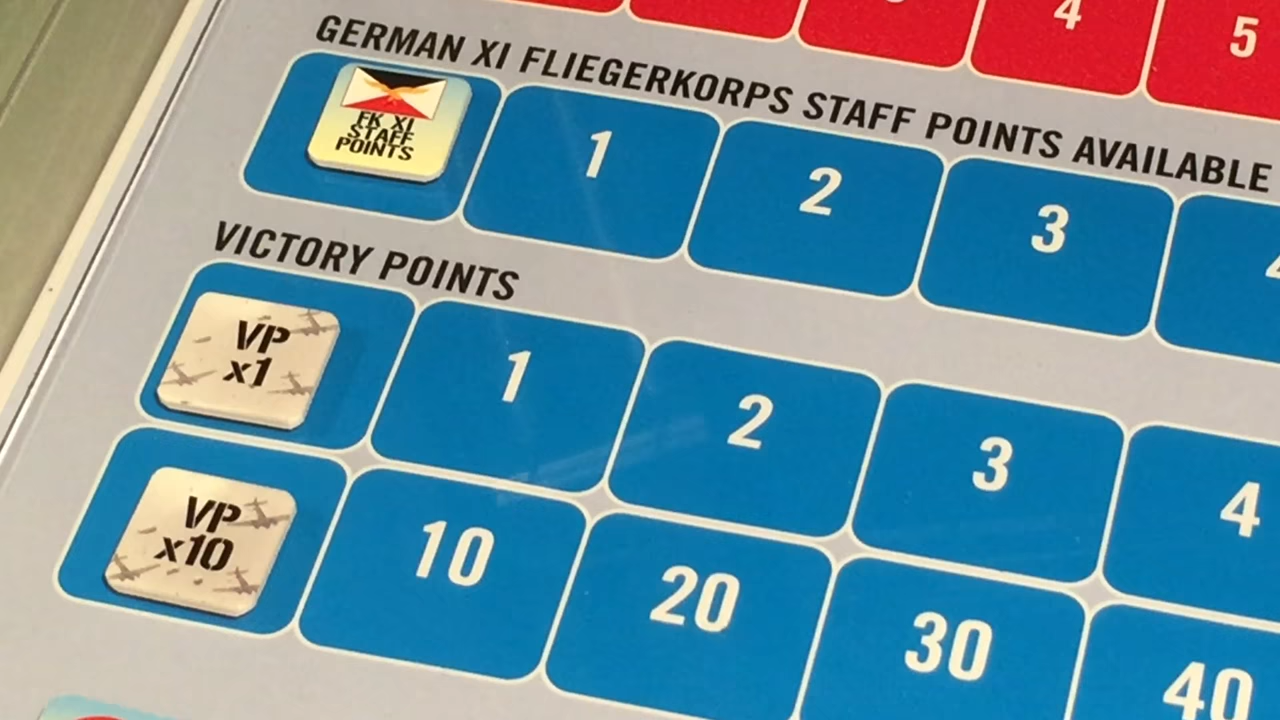 4 5
GERMAN XI FLIEGERKORPS STAFF POINTS AVAILABLE
FK XI
STAFF
POINTS
1 2 3
VICTORY POINTS
VP
x1
1 2 3 4
VP
x10
10 20 30 40